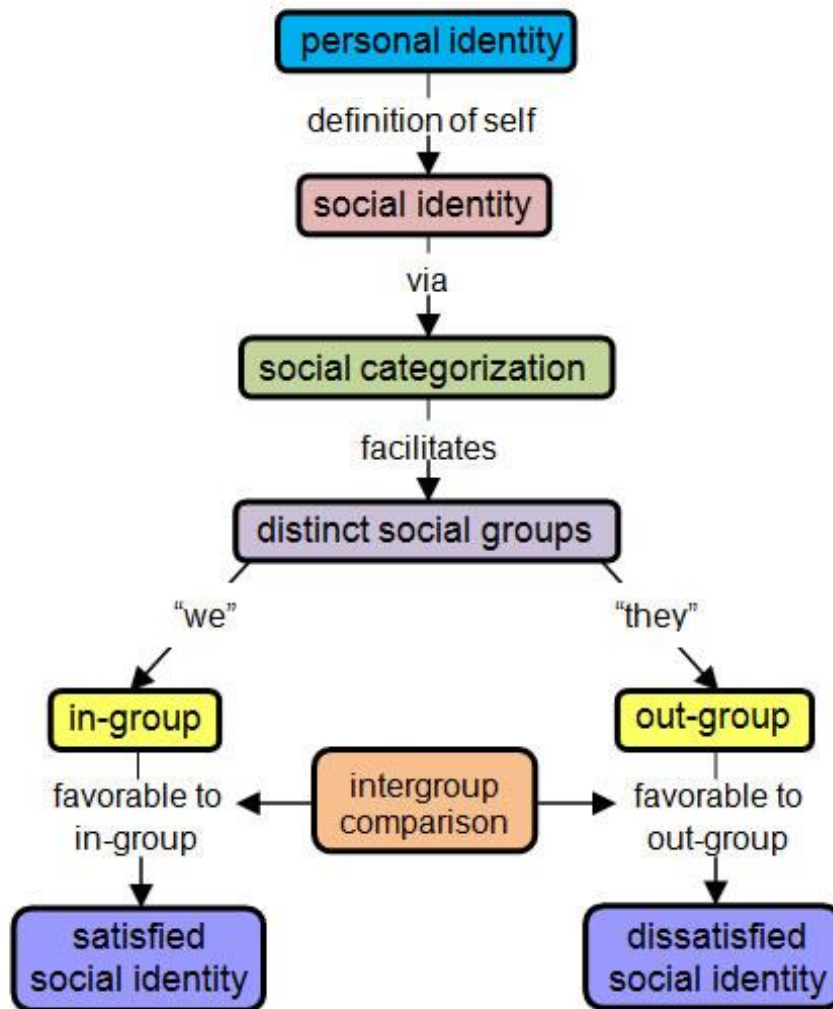 personal identity
definition of self
social identity
via
social categorization
facilitates
distinct social groups
“we”
“they”
in-group
out-group
favorable to
in-group
intergroup
comparison
favorable to
out-group
satisfied
social identity
dissatisfied
social identity